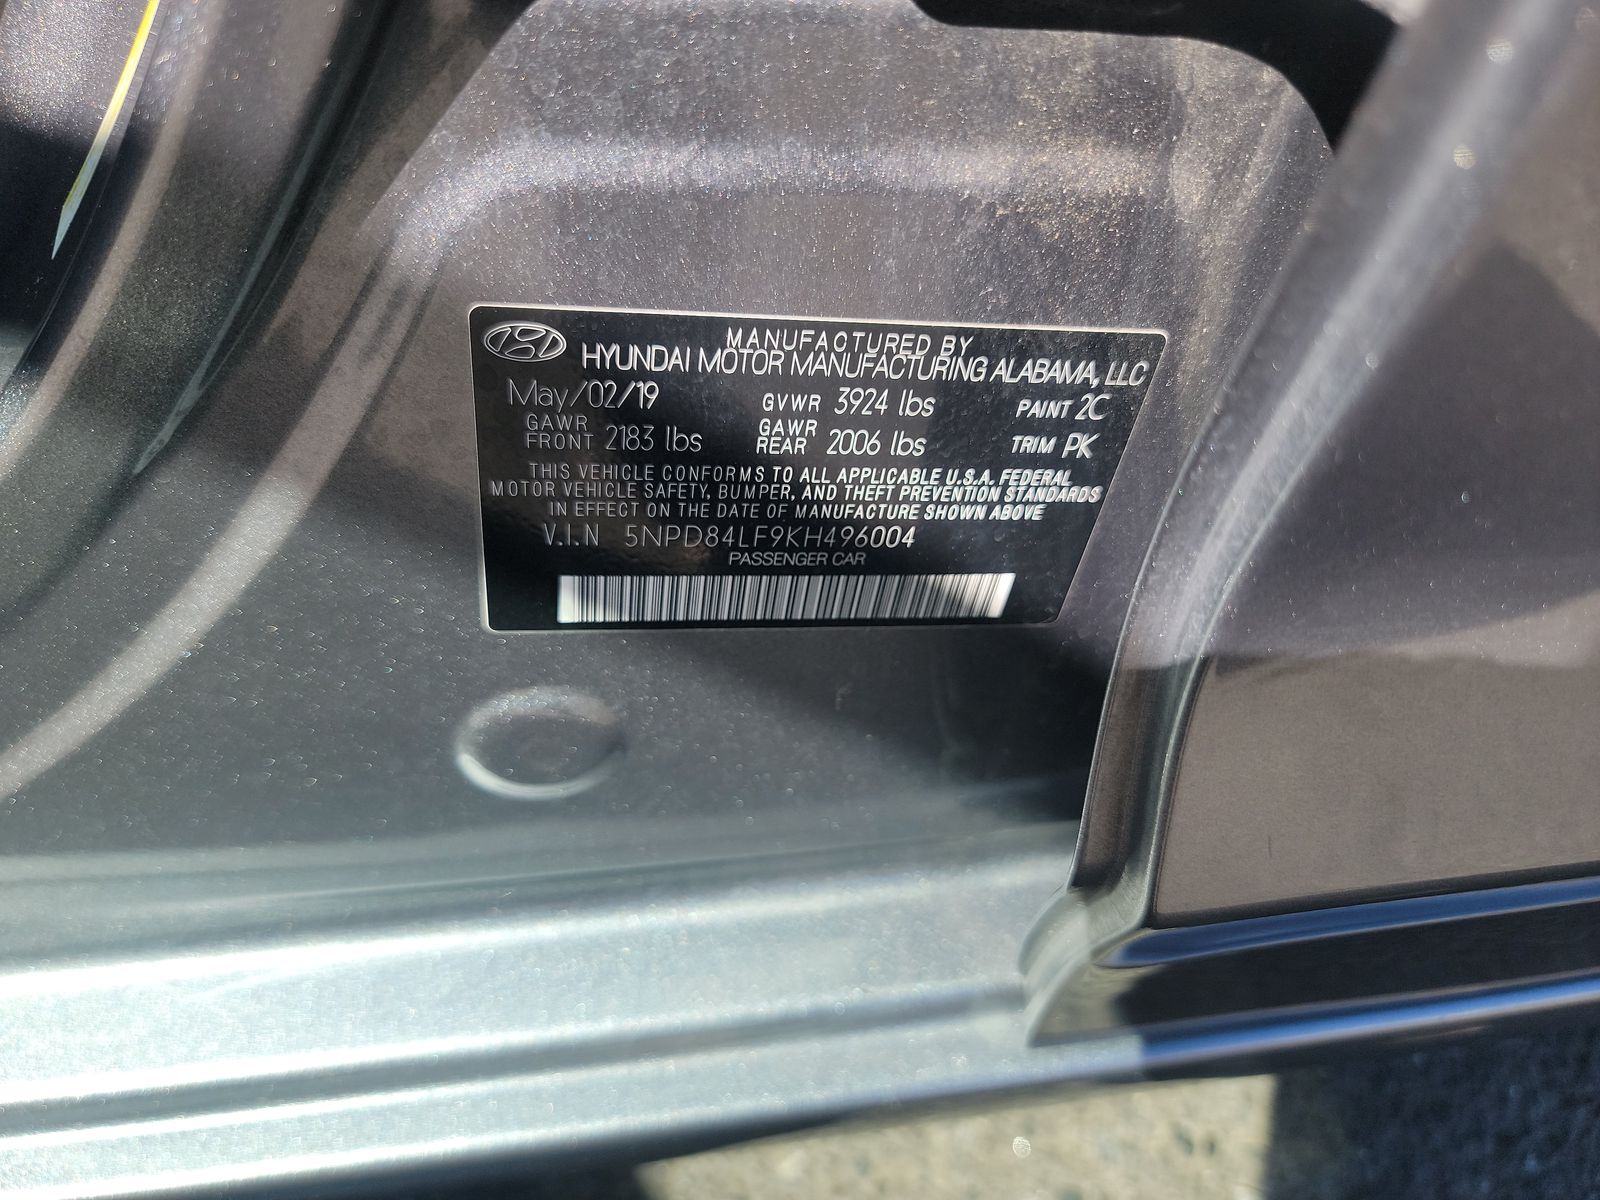 MANUFACTURED BY
HYUNDAI MOTOR MANUFACTURING ALABAMA, LLC
May/02/19 GVWR 3924 lbs PAINT 2C
GAWR FRONT 2183 lbs GAWR REAR 2006 lbs TRIM PK
THIS VEHICLE CONFORMS TO ALL APPLICABLE U.S.A. FEDERAL
MOTOR VEHICLE SAFETY, BUMPER, AND THEFT PREVENTION STANDARDS
IN EFFECT ON THE DATE OF MANUFACTURE SHOWN ABOVE
V.I.N 5NPD84LF9KH496004
PASSENGER CAR